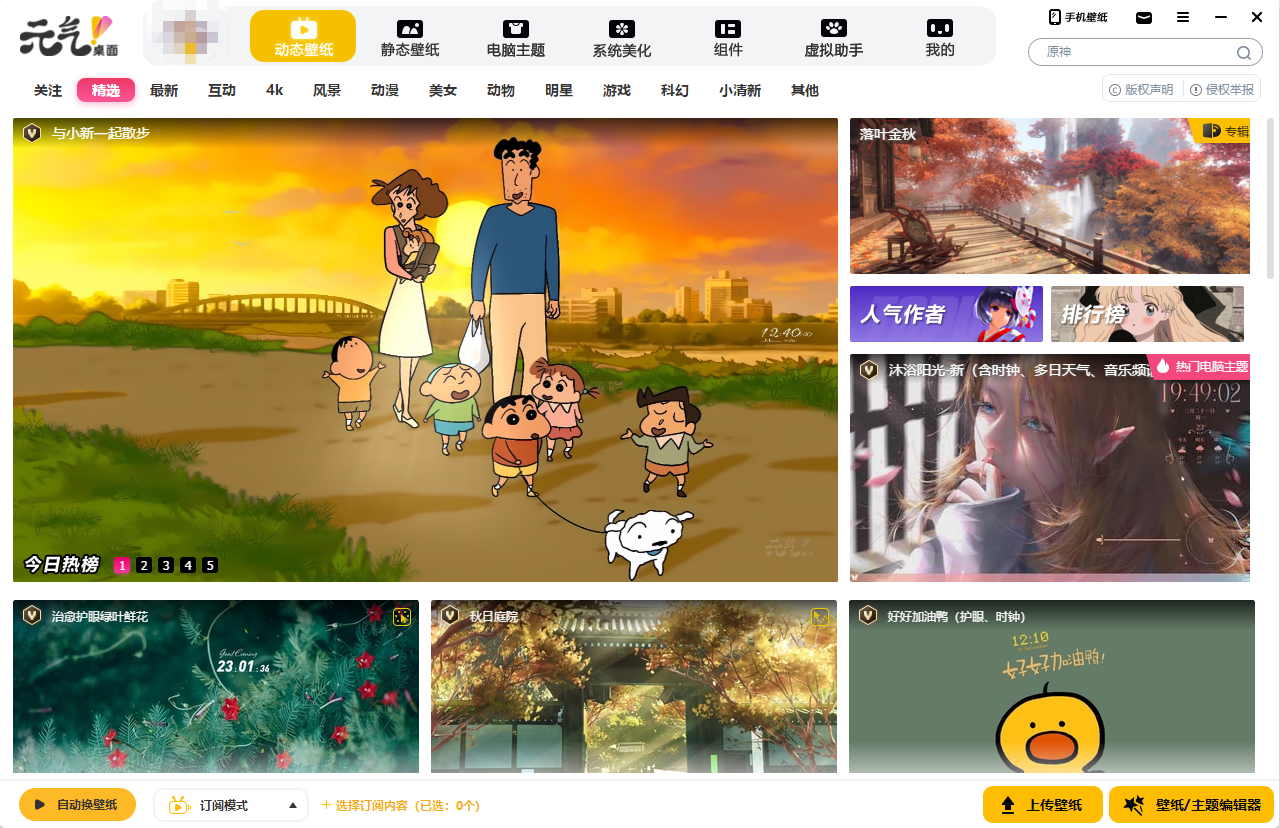 元气!桌面
动态壁纸
静态壁纸
电脑主题
系统美化
组件
虚拟助手
我的
手机壁纸
原神
关注
精选
最新
互动
4k
风景
动漫
美女
动物
明星
游戏
科幻
小清新
其他
版权声明
侵权举报
与小新一起散步
12:40
元气!
今日热榜
1 2 3 4 5
落叶金秋
专辑
人气作者
排行榜
沐浴阳光-新（含时钟、多日天气、音乐频
热门电脑主题
19:49:02
23°
治愈护眼绿叶鲜花
Good Evening
23:01:36
秋日庭院
好好加油鸭（护眼、时钟）
12:10
好好加油鸭!
自动换壁纸
订阅模式
+ 选择订阅内容（已选：0个）
上传壁纸
壁纸/主题编辑器